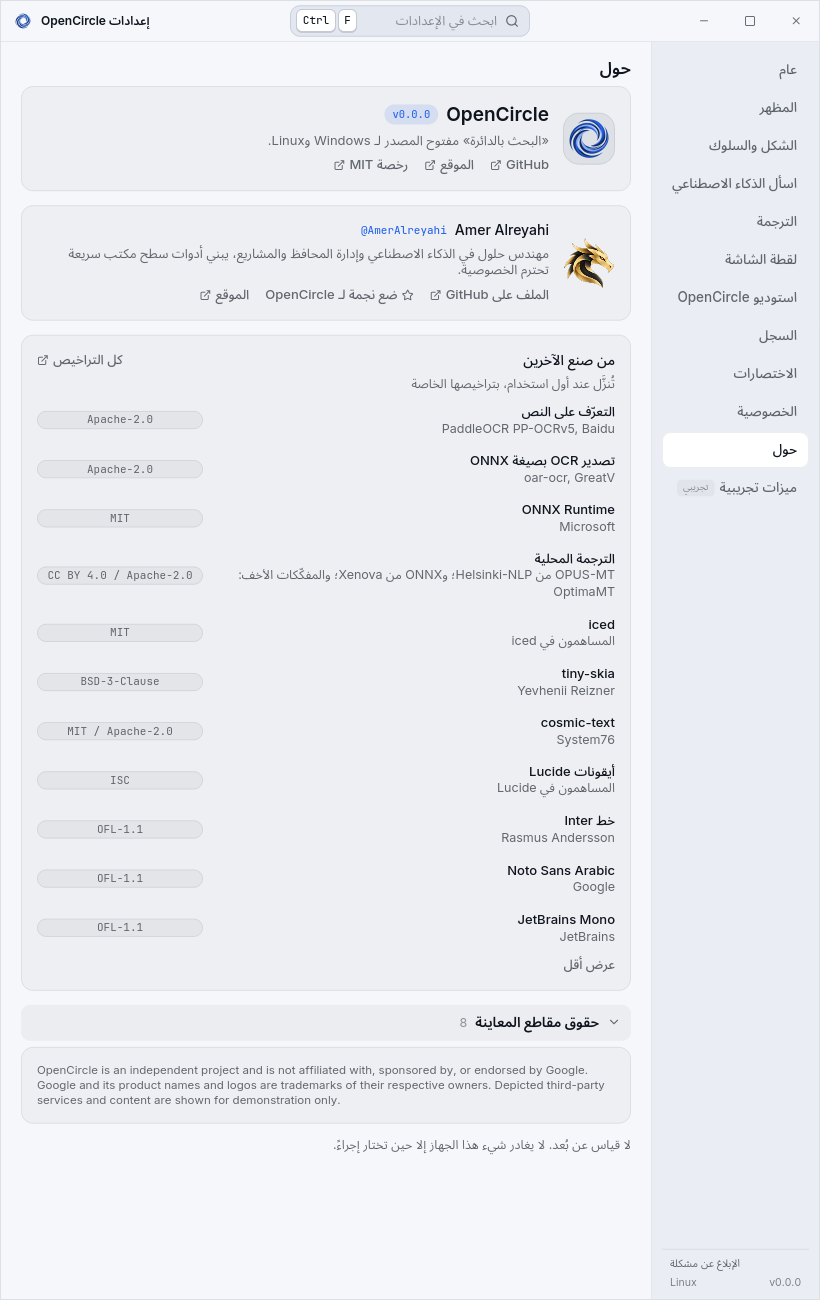 إعدادات OpenCircle
ابحث في الإعدادات
Ctrl F
عام
المظهر
الشكل والسلوك
اسأل الذكاء الاصطناعي
الترجمة
لقطة الشاشة
استوديو OpenCircle
السجل
الاختصارات
الخصوصية
حول
ميزات تجريبية تجريبي
الإبلاغ عن مشكلة
v0.0.0 Linux
حول
OpenCircle v0.0.0
«البحث بالدائرة» مفتوح المصدر لـ Windows وLinux.
GitHub الموقع رخصة MIT
Amer Alreyahi @AmerAlreyahi
مهندس حلول في الذكاء الاصطناعي وإدارة المحافظ والمشاريع، يبني أدوات سطح مكتب سريعة
تحترم الخصوصية.
الملف على GitHub ضع نجمة لـ OpenCircle الموقع
من صنع الآخرين كل التراخيص
تُنزَّل عند أول استخدام، بتراخيصها الخاصة
التعرّف على النص
PaddleOCR PP-OCRv5, Baidu
Apache-2.0
تصدير OCR بصيغة ONNX
oar-ocr, GreatV
Apache-2.0
ONNX Runtime
Microsoft
MIT
الترجمة المحلية
OPUS-MT من Helsinki-NLP؛ وONNX من Xenova؛ والمفكّكات الأخف:
OptimaMT
CC BY 4.0 / Apache-2.0
iced
المساهمون في iced
MIT
tiny-skia
Yevhenii Reizner
BSD-3-Clause
cosmic-text
System76
MIT / Apache-2.0
أيقونات Lucide
المساهمون في Lucide
ISC
خط Inter
Rasmus Andersson
OFL-1.1
Noto Sans Arabic
Google
OFL-1.1
JetBrains Mono
JetBrains
OFL-1.1
عرض أقل
حقوق مقاطع المعاينة 8
OpenCircle is an independent project and is not affiliated with, sponsored by, or endorsed by Google.
Google and its product names and logos are trademarks of their respective owners. Depicted third-party
services and content are shown for demonstration only.
لا قياس عن بُعد. لا يغادر شيء هذا الجهاز إلا حين تختار إجراءً.